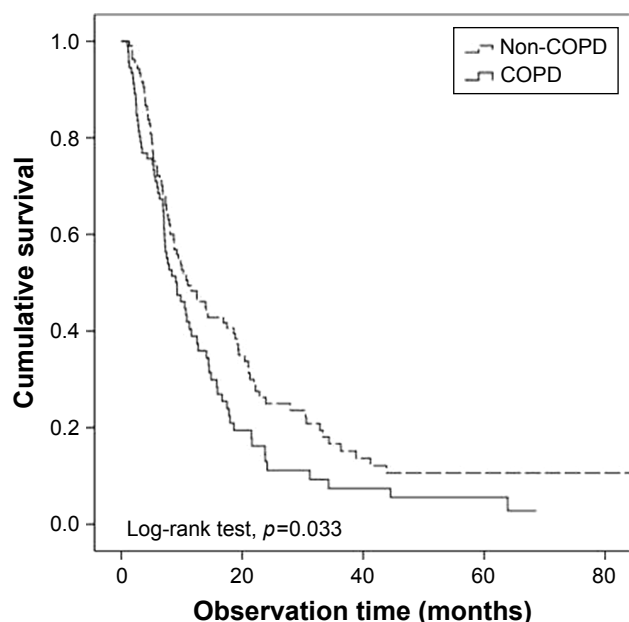 Non-COPD
COPD
1.0
0.8
0.6
0.4
0.2
0.0
Cumulative survival
Log-rank test, p=0.033
0 20 40 60 80
Observation time (months)